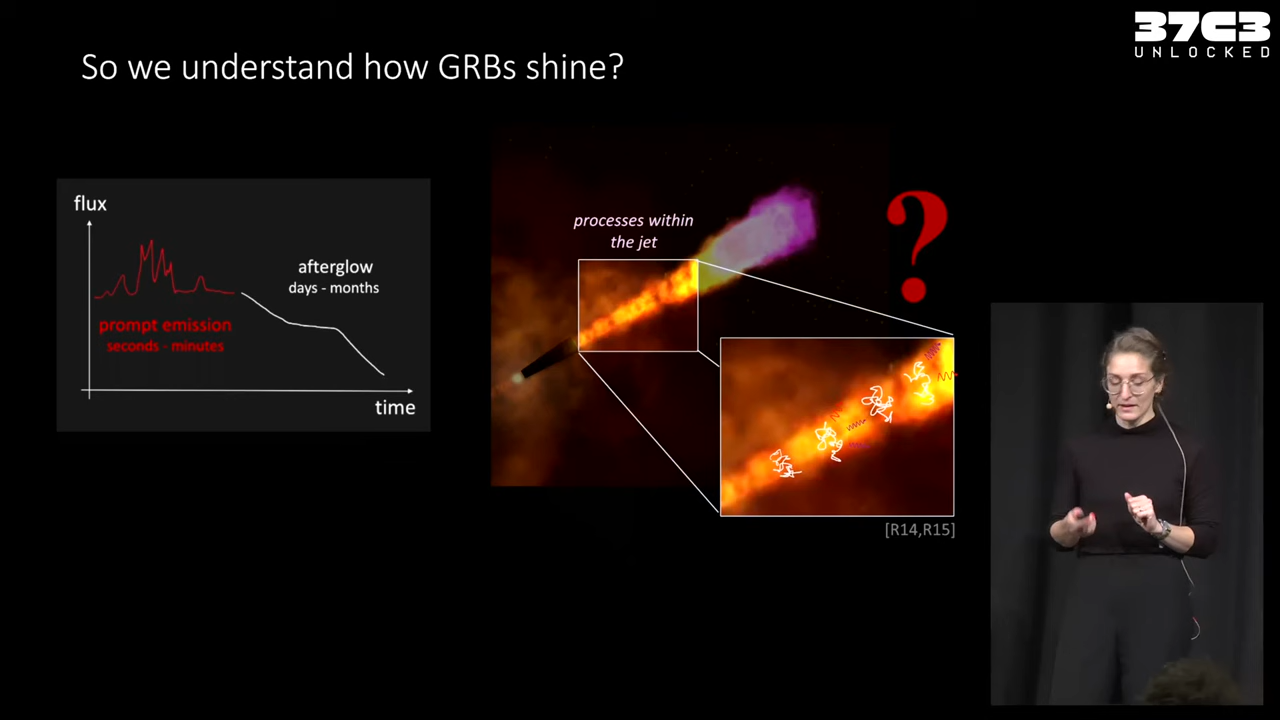 37C3
UNLOCKED
So we understand how GRBs shine?
flux
afterglow
days - months
prompt emission
seconds - minutes
time
processes within
the jet
?
[R14,R15]